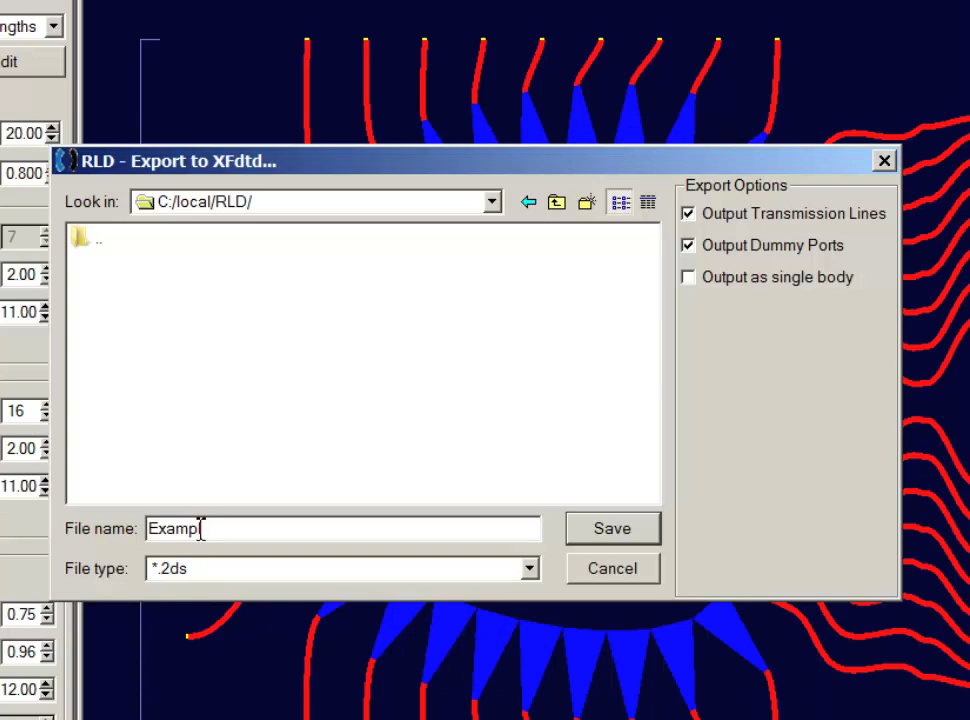 ngths
dit
20.00
0.800
7
2.00
11.00
16
2.00
11.00
0.75
0.96
12.00
RLD - Export to XFdtd...
Look in: C:/local/RLD/
..
File name: Exampl
File type: *.2ds
Save
Cancel
Export Options
Output Transmission Lines
Output Dummy Ports
Output as single body